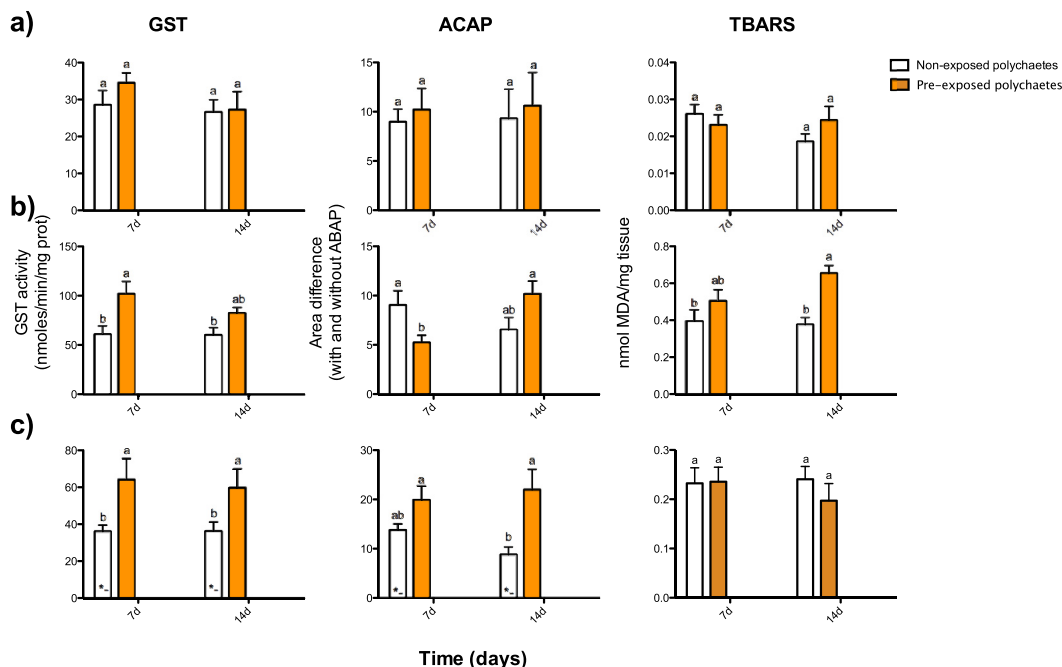 a)
GST
ACAP
TBARS
Non-exposed polychaetes
Pre-exposed polychaetes
40
30
20
10
0
a
a
a
a
7d
14d
15
10
5
0
a
a
a
a
7d
14d
0.04
0.03
0.02
0.01
0.00
a
a
a
a
7d
14d
b)
GST activity
(nmoles/min/mg prot)
150
100
50
0
b
a
b
ab
7d
14d
Area difference
(with and without ABAP)
15
10
5
0
a
b
ab
a
7d
14d
nmol MDA/mg tissue
0.8
0.6
0.4
0.2
0.0
b
ab
b
a
7d
14d
c)
80
60
40
20
0
b
a
b
a
*-
*-
7d
14d
30
20
10
0
ab
a
b
a
*-
*-
7d
14d
0.3
0.2
0.1
0.0
a
a
a
a
7d
14d
Time (days)